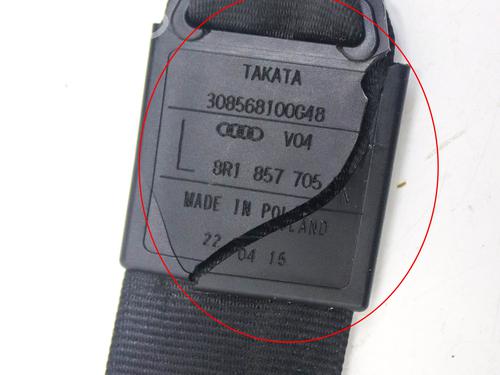 TAKATA
308568100G48
V04
8R1 857 705
MADE IN POLAND
22 04 15